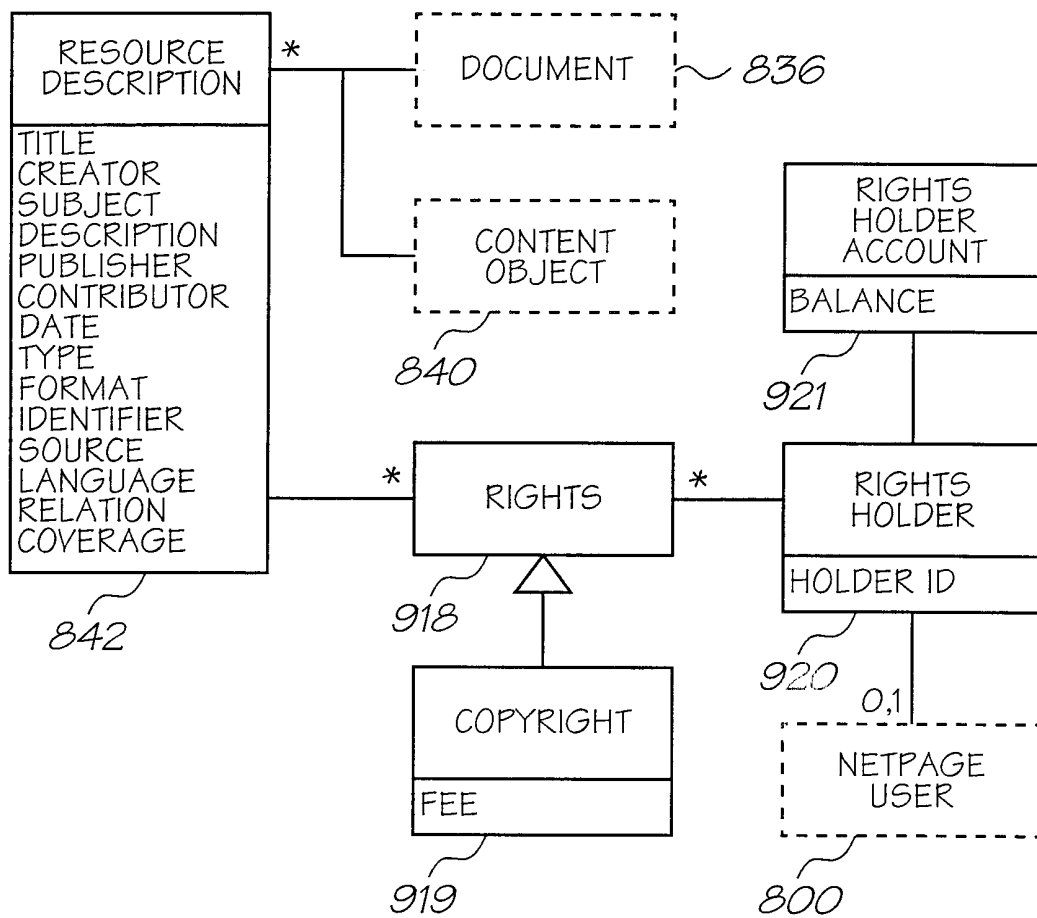 RESOURCE
DESCRIPTION
*
TITLE
CREATOR
SUBJECT
DESCRIPTION
PUBLISHER
CONTRIBUTOR
DATE
TYPE
FORMAT
IDENTIFIER
SOURCE
LANGUAGE
RELATION
COVERAGE
842
DOCUMENT
836
CONTENT
OBJECT
840
RIGHTS
HOLDER
ACCOUNT
BALANCE
921
*
RIGHTS
*
918
RIGHTS
HOLDER
HOLDER ID
920
COPYRIGHT
FEE
919
0,1
NETPAGE
USER
800